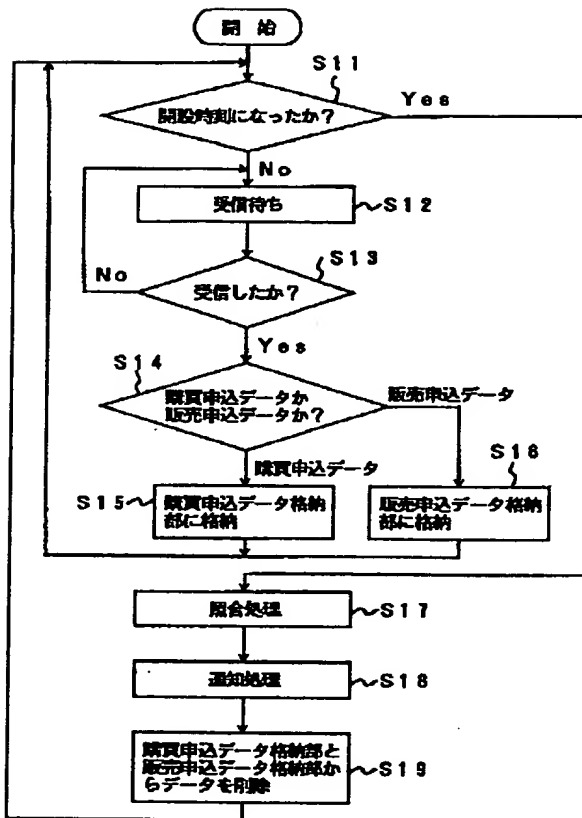 開 始
S11
開設時刻になったか？
Yes
No
受信待ち
S12
S13
No
受信したか？
S14
Yes
購買申込データか
販売申込データか？
販売申込データ
購買申込データ
S16
S15
購買申込データ格納
部に格納
販売申込データ格納
部に格納
照合処理
S17
通知処理
S18
購買申込データ格納部と
販売申込データ格納部か
らデータを削除
S19